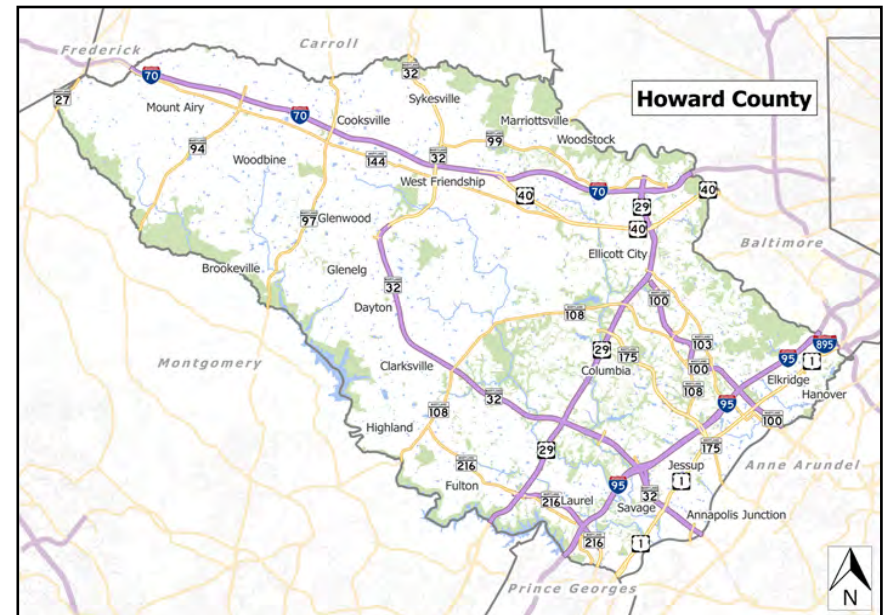 Frederick
Carroll
70
32
27
Mount Airy
Sykesville
Howard County
70
Cooksville
Marriottsville
94
99
Woodstock
Woodbine
144
32
West Friendship
40
70
29
40
97
Glenwood
40
Baltimore
Ellicott City
Brookeville
Glenelg
32
100
Dayton
108
103
895
29
175
95
1
Montgomery
Clarksville
Columbia
100
Elkridge
108
Hanover
32
95
108
100
Highland
29
175
216
Jessup
Anne Arundel
Fulton
95
1
216
Laurel
32
Savage
Annapolis Junction
216
1
Prince Georges
N